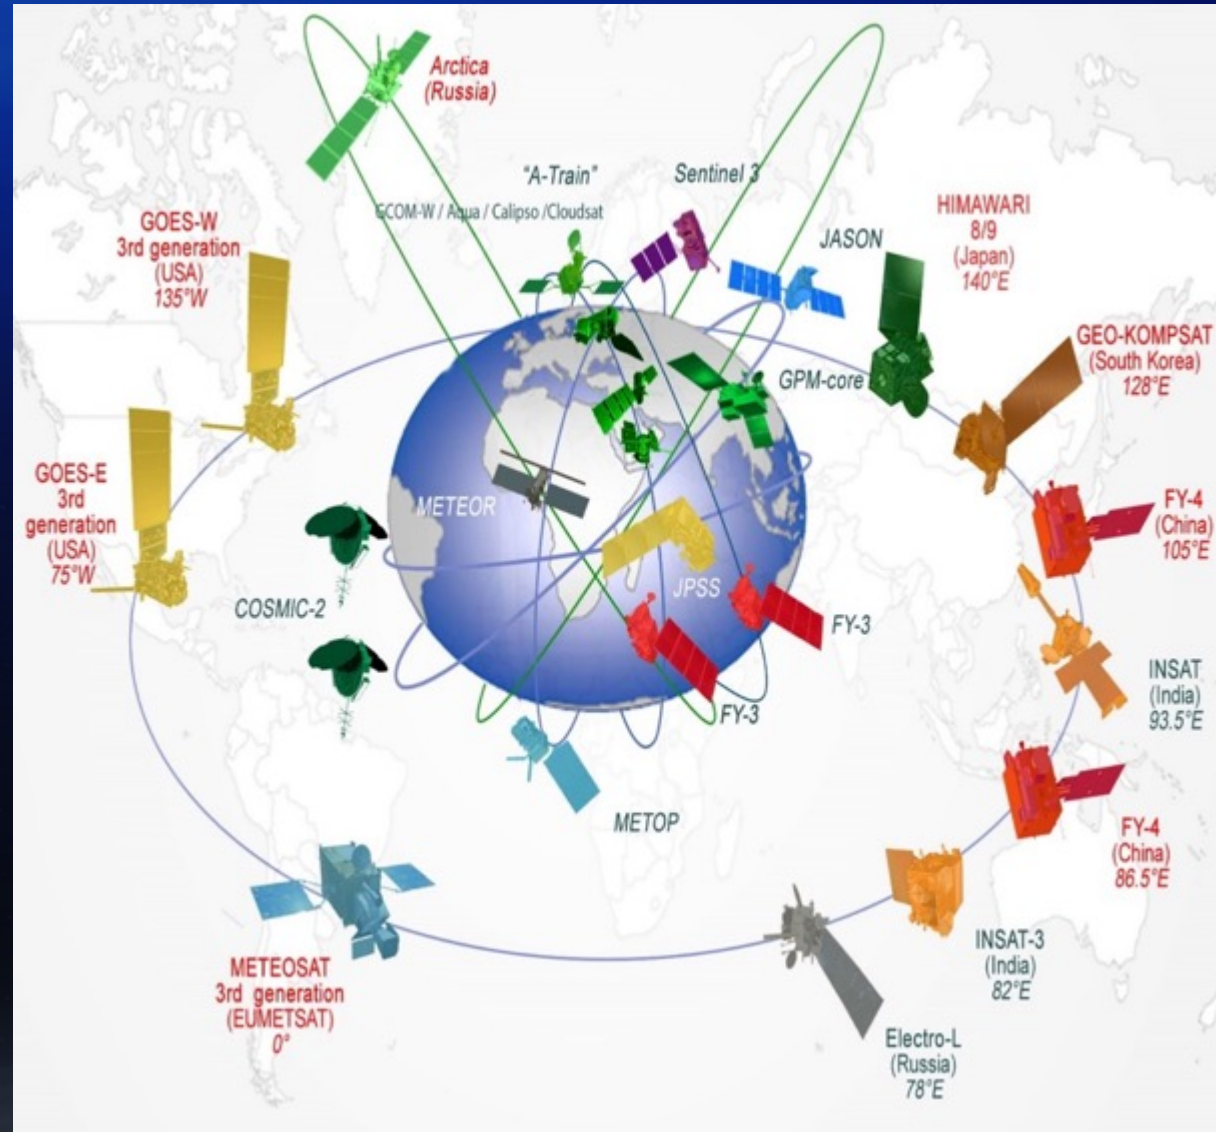 Arctica
(Russia)
"A-Train"
GCOM-W / Aqua / Calipso /Cloudsat
Sentinel 3
JASON
HIMAWARI
8/9
(Japan)
140°E
GOES-W
3rd generation
(USA)
135°W
GEO-KOMPSAT
(South Korea)
128°E
GPM-core
GOES-E
3rd
generation
(USA)
75°W
METEOR
FY-4
(China)
105°E
COSMIC-2
JPSS
FY-3
INSAT
(India)
93.5°E
FY-3
METOP
FY-4
(China)
86.5°E
METEOSAT
3rd generation
(EUMETSAT)
0°
INSAT-3
(India)
82°E
Electro-L
(Russia)
78°E